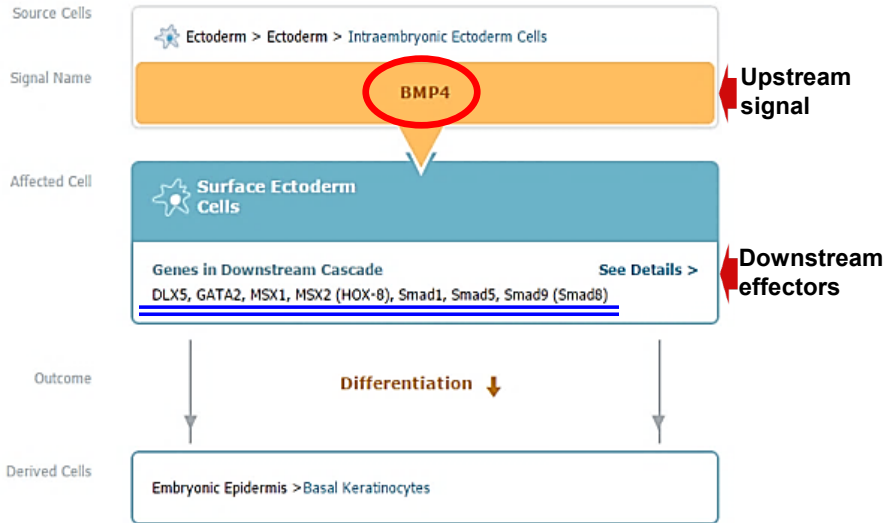 Source Cells
Ectoderm > Ectoderm > Intraembryonic Ectoderm Cells
Signal Name
BMP4
Upstream
signal
Affected Cell
Surface Ectoderm
Cells
Genes in Downstream Cascade
See Details >
DLX5, GATA2, MSX1, MSX2 (HOX-8), Smad1, Smad5, Smad9 (Smad8)
Downstream
effectors
Outcome
Differentiation
Derived Cells
Embryonic Epidermis > Basal Keratinocytes